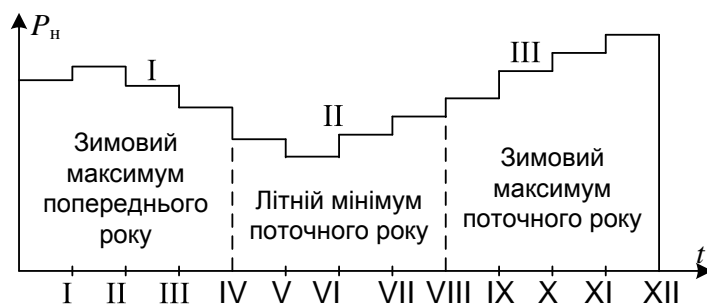 Pн
I
III
II
Зимовий
максимум
попереднього
року
Літній мінімум
поточного року
Зимовий
максимум
поточного року
t
I II III IV V VI VII VIII IX X XI XII